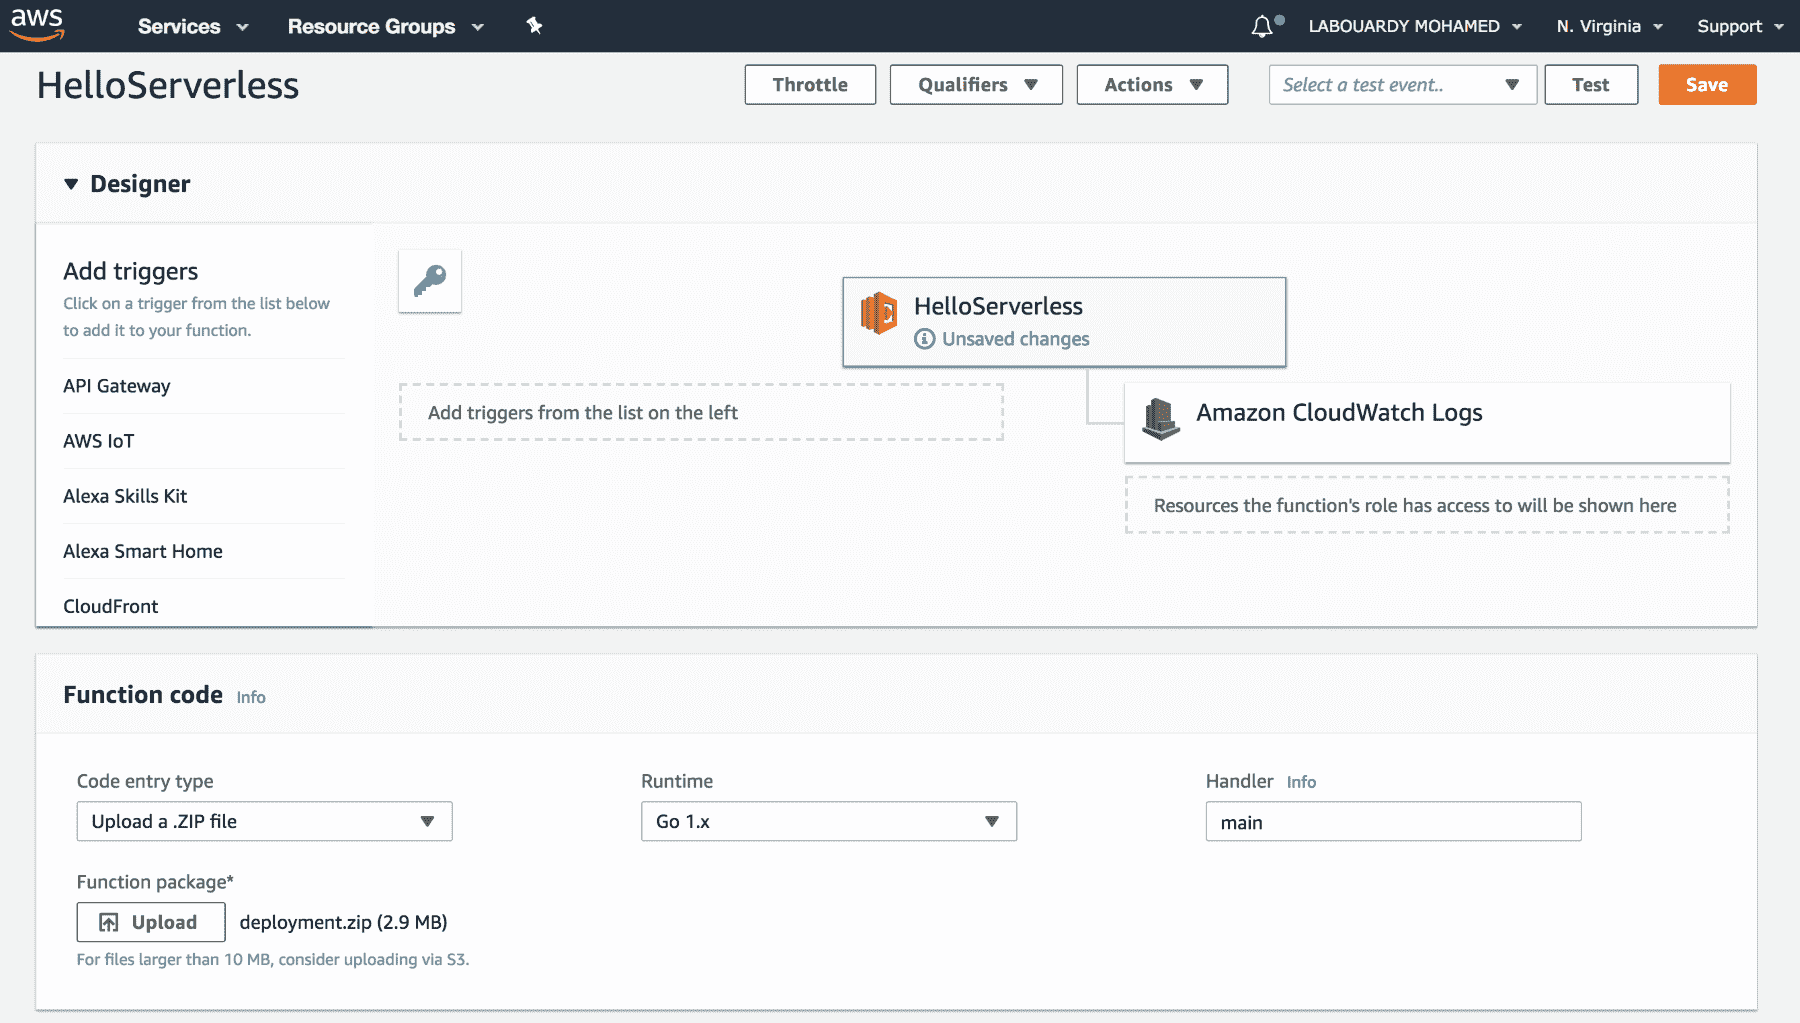 aws Services Resource Groups LABOUARDY MOHAMED N. Virginia Support
HelloServerless Throttle Qualifiers Actions Select a test event.. Test Save
Designer
Add triggers
Click on a trigger from the list below
to add it to your function.
API Gateway
AWS IoT
Alexa Skills Kit
Alexa Smart Home
CloudFront
HelloServerless
Unsaved changes
Add triggers from the list on the left
Amazon CloudWatch Logs
Resources the function's role has access to will be shown here
Function code Info
Code entry type
Upload a .ZIP file
Runtime
Go 1.x
Handler Info
main
Function package*
Upload deployment.zip (2.9 MB)
For files larger than 10 MB, consider uploading via S3.